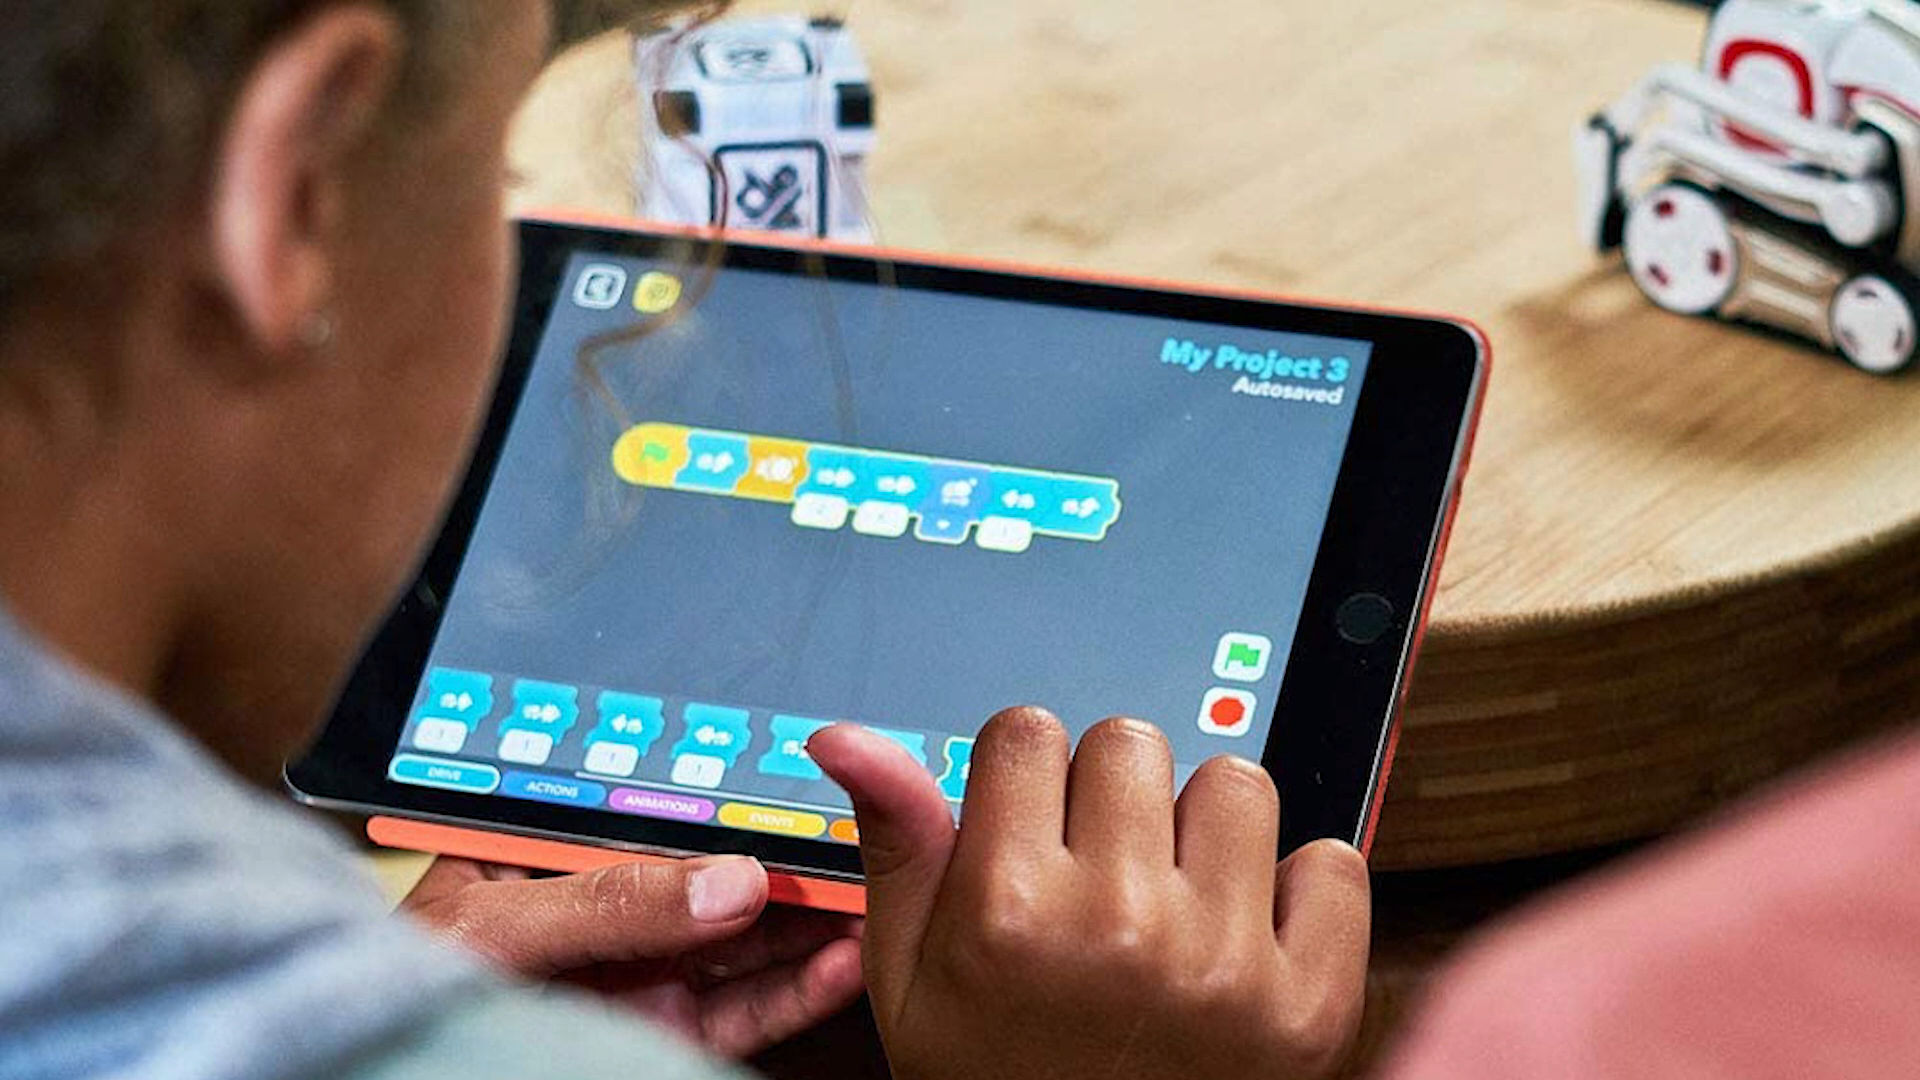 My Project 3
Autosaved
DRIVE
ACTIONS
ANIMATIONS
EVENTS